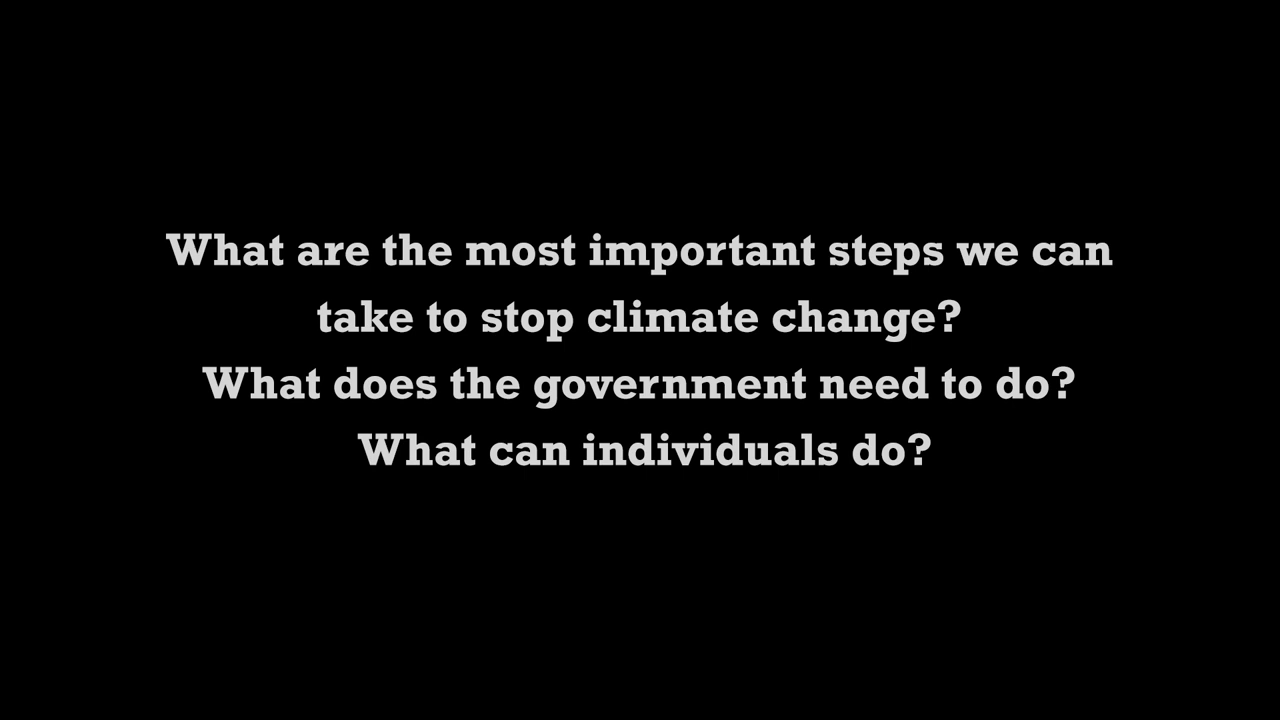 What are the most important steps we can
take to stop climate change?
What does the government need to do?
What can individuals do?